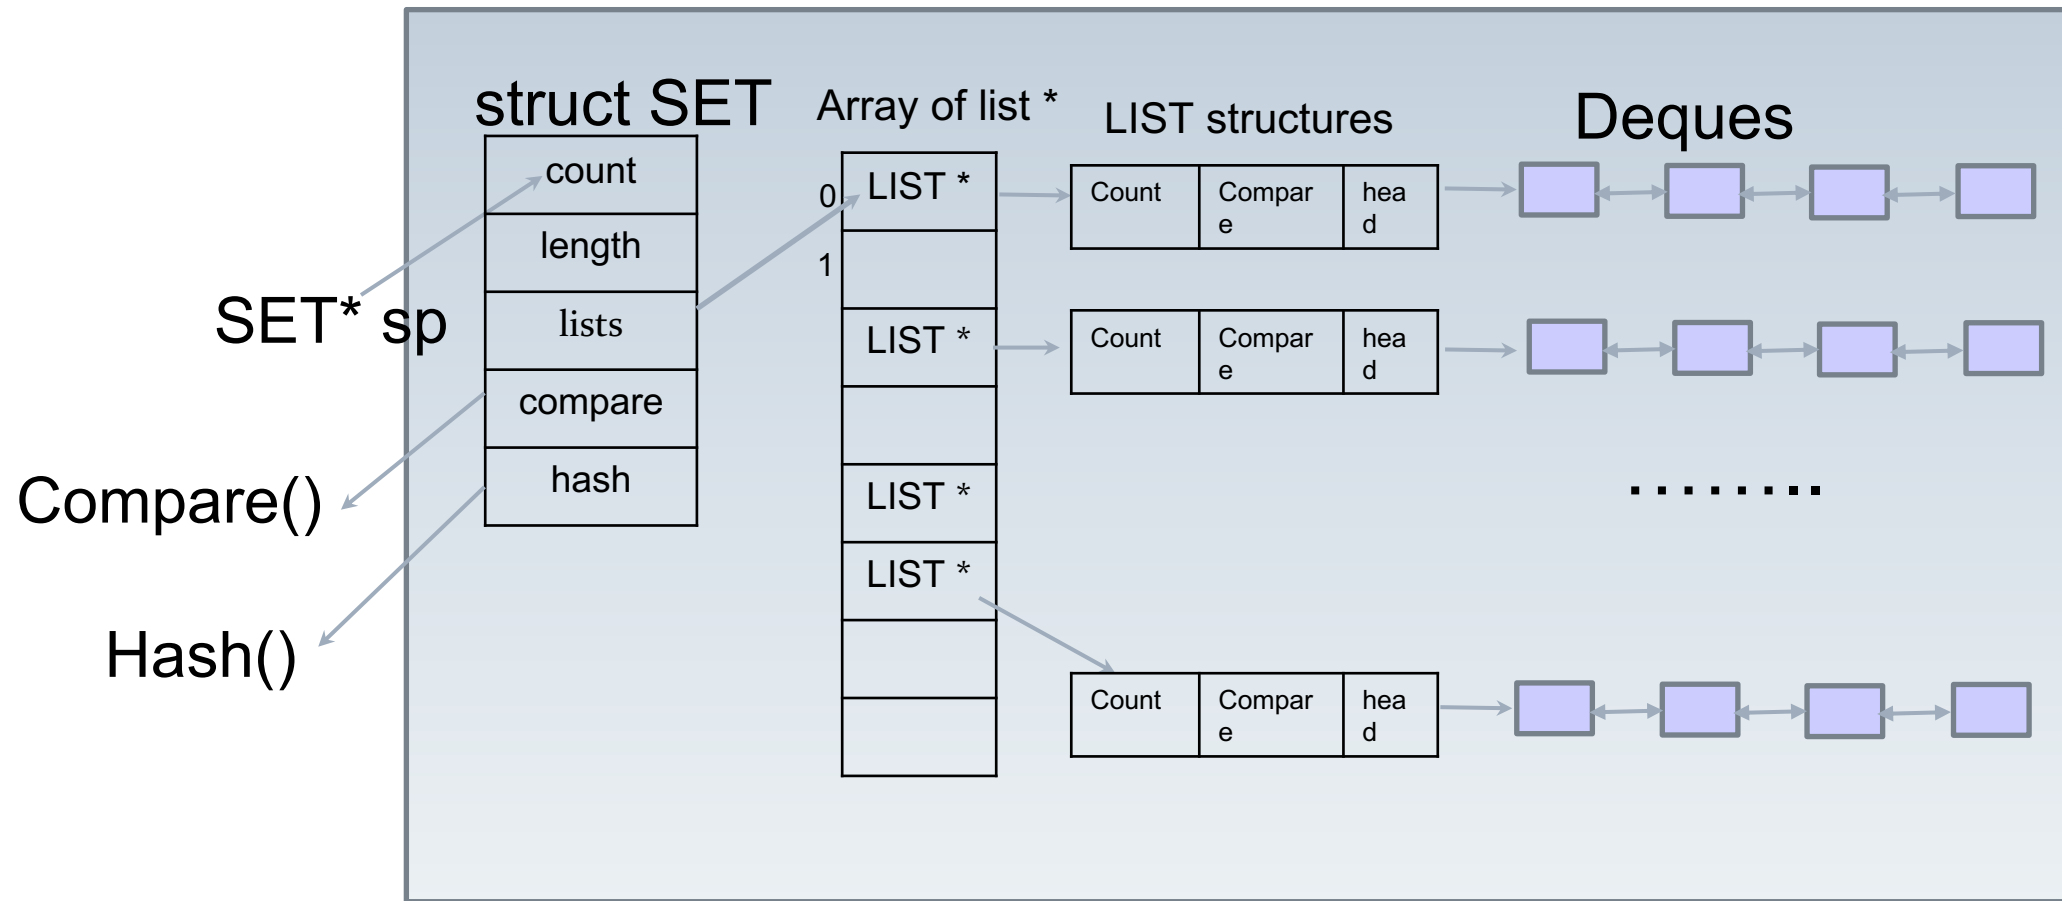 struct SET
Array of list *
LIST structures
Deques
count
length
lists
compare
hash
SET* sp
Compare()
Hash()
0
1
LIST *
LIST *
LIST *
LIST *
Count
Compar
e
hea
d
Count
Compar
e
hea
d
........
Count
Compar
e
hea
d